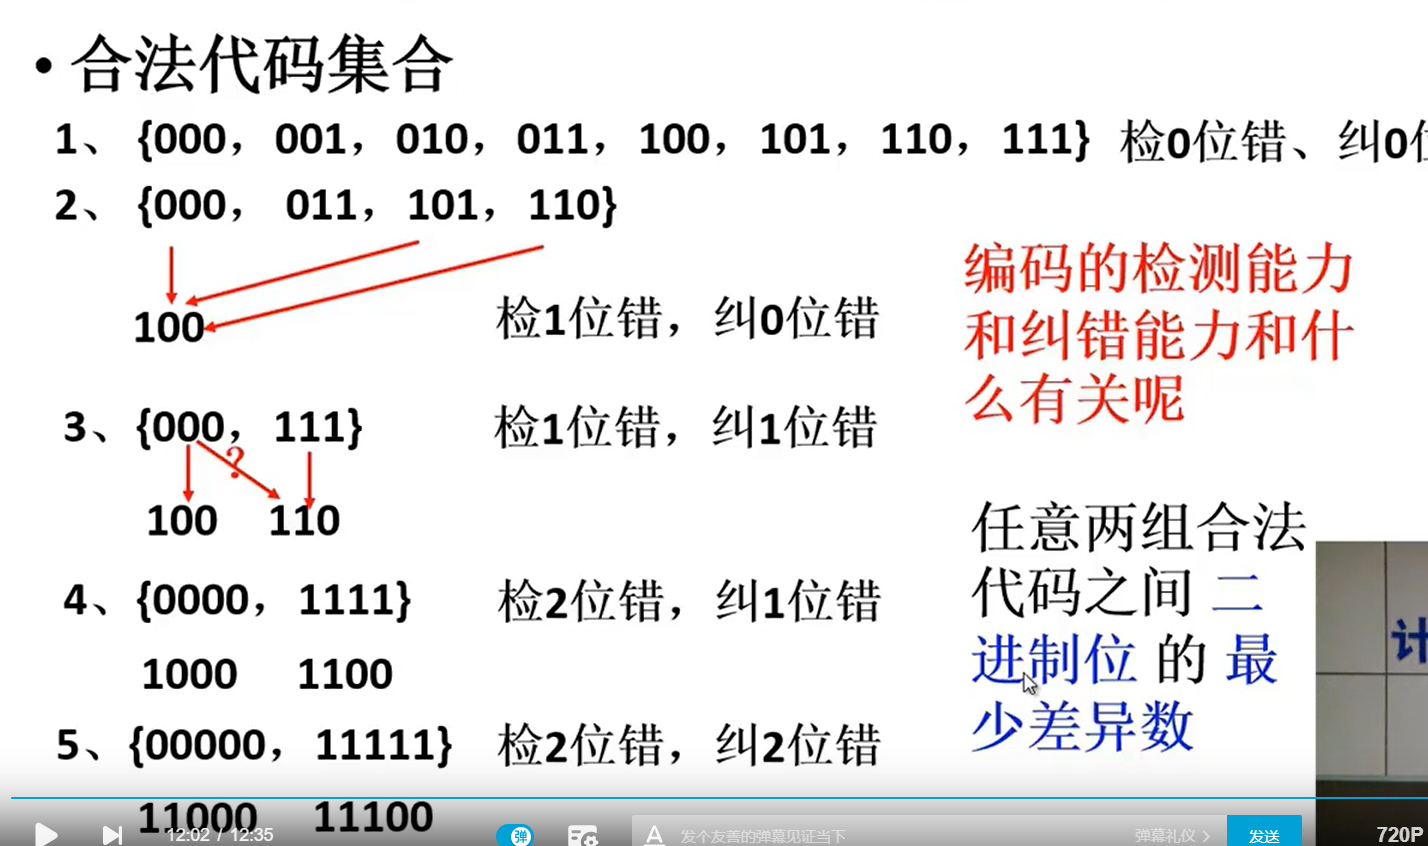 • 合法代码集合
1、 {000，001，010，011，100，101，110，111} 检0位错、纠0
2、 {000， 011，101，110}
100
检1位错，纠0位错
编码的检测能力
和纠错能力和什
么有关呢
3、{000，111}
检1位错，纠1位错
?
100 110
任意两组合法
代码之间 二
进制位 的 最
少差异数
4、{0000，1111}
检2位错，纠1位错
1000 1100
计
5、{00000，11111}
检2位错，纠2位错
11000 11100
12:02 / 12:35
弹
发个友善的弹幕见证当下
弹幕礼仪
发送
720P